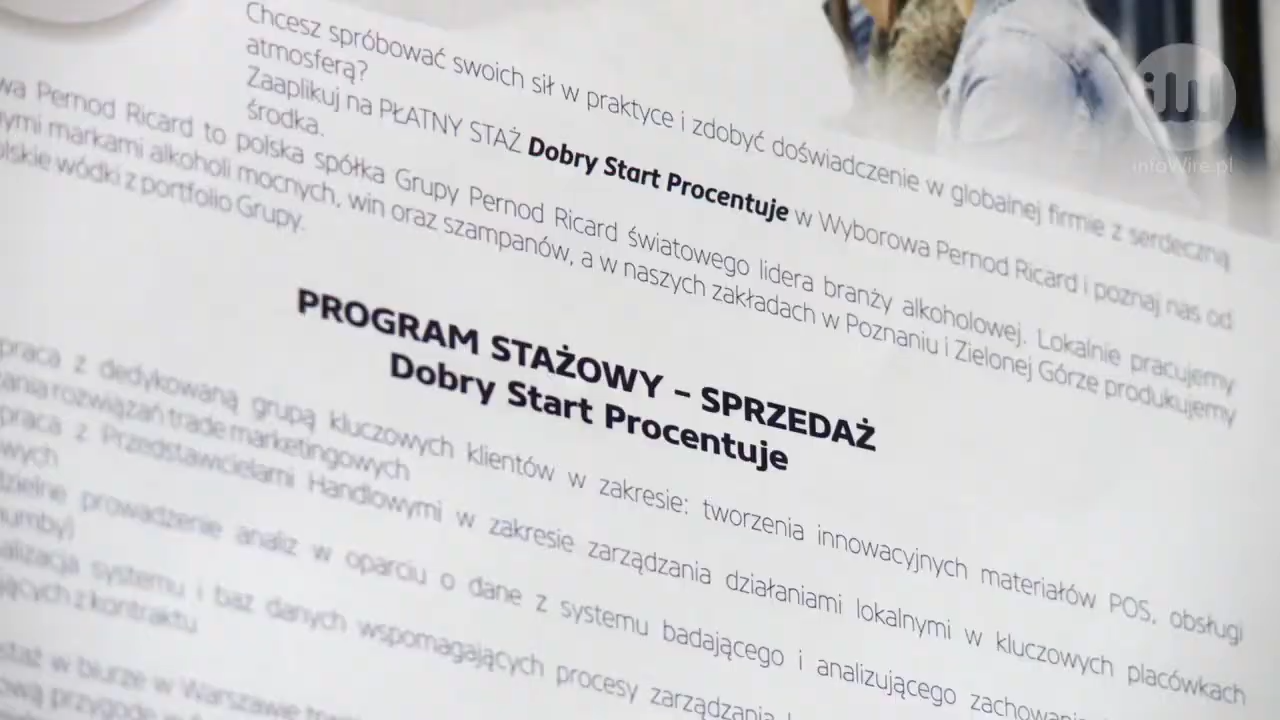 Chcesz spróbować swoich sił w praktyce i zdobyć doświadczenie w globalnej firmie z serdeczną
atmosferą?
Zaaplikuj na PŁATNY STAŻ Dobry Start Procentuje w Wyborowa Pernod Ricard i poznaj nas od
środka.
wa Pernod Ricard to polska spółka Grupy Pernod Ricard światowego lidera branży alkoholowej. Lokalnie pracujemy
ymi markami alkoholi mocnych, win oraz szampanów, a w naszych zakładach w Poznaniu i Zielonej Górze produkujemy
olskie wódki z portfolio Grupy.
PROGRAM STAŻOWY – SPRZEDAŻ
Dobry Start Procentuje
praca z dedykowaną grupą kluczowych klientów w zakresie: tworzenia innowacyjnych materiałów POS, obsługi
zania rozwiązań trade marketingowych
praca z Przedstawicielami Handlowymi w zakresie zarządzania działaniami lokalnymi w kluczowych placówkach
wych
dzielne prowadzenie analiz w oparciu o dane z systemu badającego i analizującego zachowani
umby)
alizacja systemu i baz danych wspomagających procesy zarządzania
jących z kontraktu
staż w biurze w Warszawie
ową przygodę
infoWire.pl